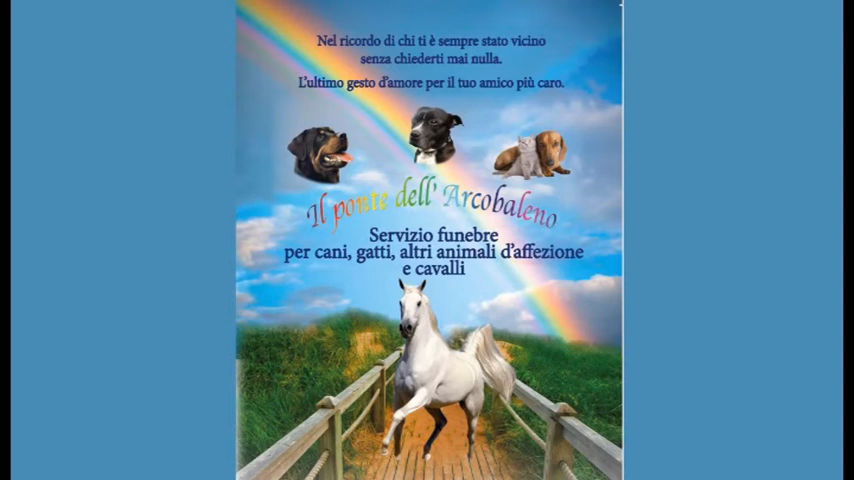 Nel ricordo di chi ti è sempre stato vicino
senza chiederti mai nulla.
L'ultimo gesto d'amore per il tuo amico più caro.
Il ponte dell' Arcobaleno
Servizio funebre
per cani, gatti, altri animali d'affezione
e cavalli